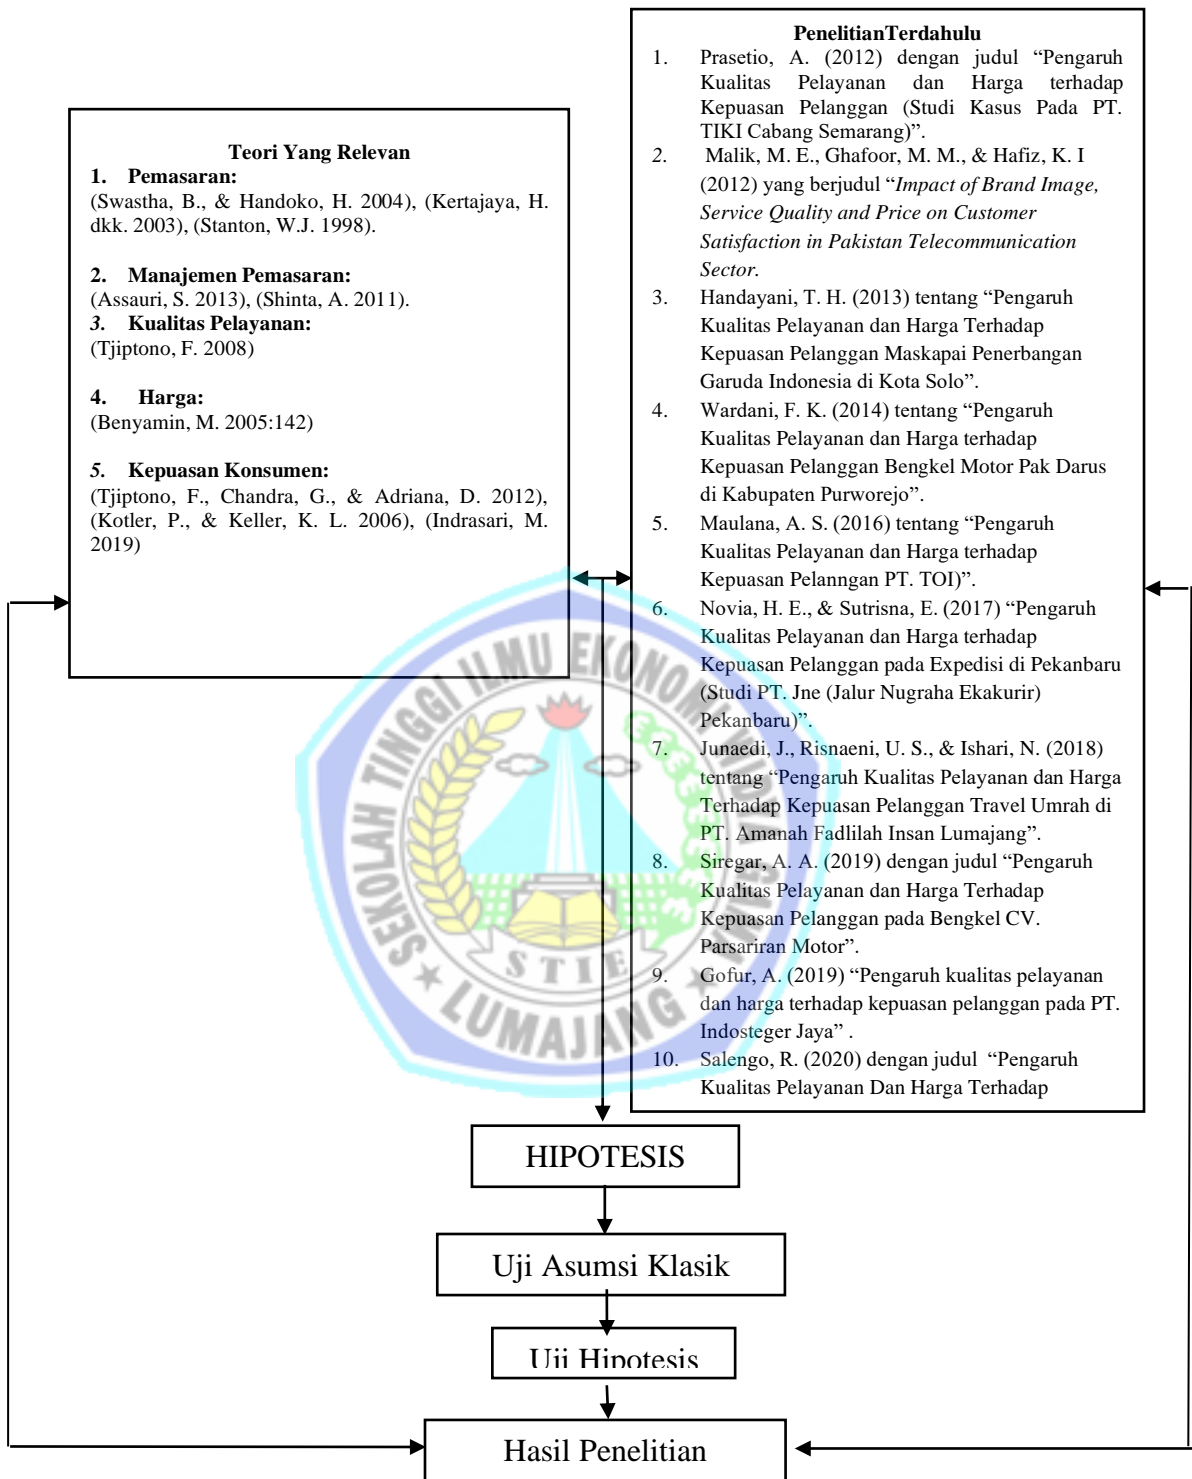 Teori Yang Relevan
1. Pemasaran:
(Swastha, B., & Handoko, H. 2004), (Kertajaya, H.
dkk. 2003), (Stanton, W.J. 1998).
2. Manajemen Pemasaran:
(Assauri, S. 2013), (Shinta, A. 2011).
3. Kualitas Pelayanan:
(Tjiptono, F. 2008)
4. Harga:
(Benyamin, M. 2005:142)
5. Kepuasan Konsumen:
(Tjiptono, F., Chandra, G., & Adriana, D. 2012),
(Kotler, P., & Keller, K. L. 2006), (Indrasari, M.
2019)
PenelitianTerdahulu
1. Prasetio, A. (2012) dengan judul “Pengaruh
Kualitas Pelayanan dan Harga terhadap
Kepuasan Pelanggan (Studi Kasus Pada PT.
TIKI Cabang Semarang)”.
2. Malik, M. E., Ghafoor, M. M., & Hafiz, K. I
(2012) yang berjudul “Impact of Brand Image,
Service Quality and Price on Customer
Satisfaction in Pakistan Telecommunication
Sector.
3. Handayani, T. H. (2013) tentang “Pengaruh
Kualitas Pelayanan dan Harga Terhadap
Kepuasan Pelanggan Maskapai Penerbangan
Garuda Indonesia di Kota Solo”.
4. Wardani, F. K. (2014) tentang “Pengaruh
Kualitas Pelayanan dan Harga terhadap
Kepuasan Pelanggan Bengkel Motor Pak Darus
di Kabupaten Purworejo”.
5. Maulana, A. S. (2016) tentang “Pengaruh
Kualitas Pelayanan dan Harga terhadap
Kepuasan Pelanngan PT. TOI)”.
6. Novia, H. E., & Sutrisna, E. (2017) “Pengaruh
Kualitas Pelayanan dan Harga terhadap
Kepuasan Pelanggan pada Expedisi di Pekanbaru
(Studi PT. Jne (Jalur Nugraha Ekakurir)
Pekanbaru)”.
7. Junaedi, J., Risnaeni, U. S., & Ishari, N. (2018)
tentang “Pengaruh Kualitas Pelayanan dan Harga
Terhadap Kepuasan Pelanggan Travel Umrah di
PT. Amanah Fadlilah Insan Lumajang”.
8. Siregar, A. A. (2019) dengan judul “Pengaruh
Kualitas Pelayanan dan Harga Terhadap
Kepuasan Pelanggan pada Bengkel CV.
Parsariran Motor”.
9. Gofur, A. (2019) “Pengaruh kualitas pelayanan
dan harga terhadap kepuasan pelanggan pada PT.
Indosteger Jaya” .
10. Salengo, R. (2020) dengan judul “Pengaruh
Kualitas Pelayanan Dan Harga Terhadap
SEKOLAH TINGGI ILMU EKONOMI WIDYA GAMA
STIE
LUMAJANG
HIPOTESIS
Uji Asumsi Klasik
Uji Hipotesis
Hasil Penelitian